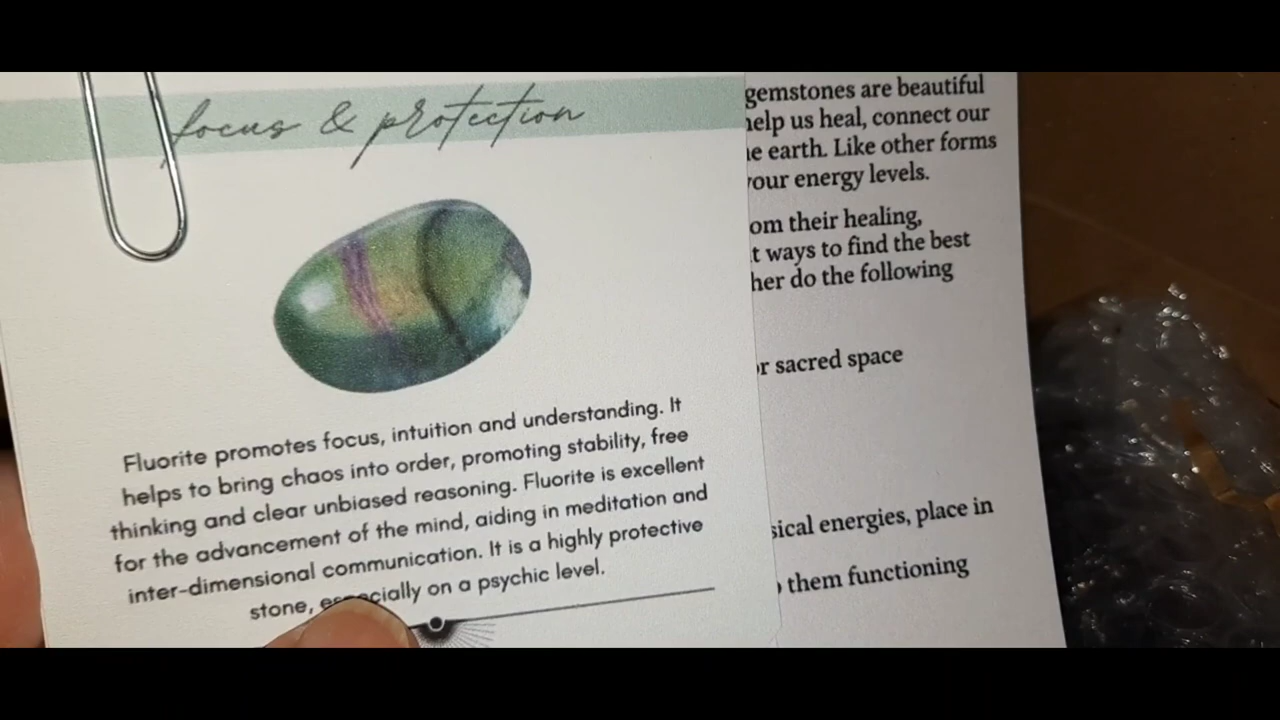 focus & protection
Fluorite promotes focus, intuition and understanding. It
helps to bring chaos into order, promoting stability, free
thinking and clear unbiased reasoning. Fluorite is excellent
for the advancement of the mind, aiding in meditation and
inter-dimensional communication. It is a highly protective
stone, especially on a psychic level.
gemstones are beautiful
help us heal, connect our
earth. Like other forms
your energy levels.
their healing,
ways to find the best
do the following
sacred space
energies, place in
them functioning